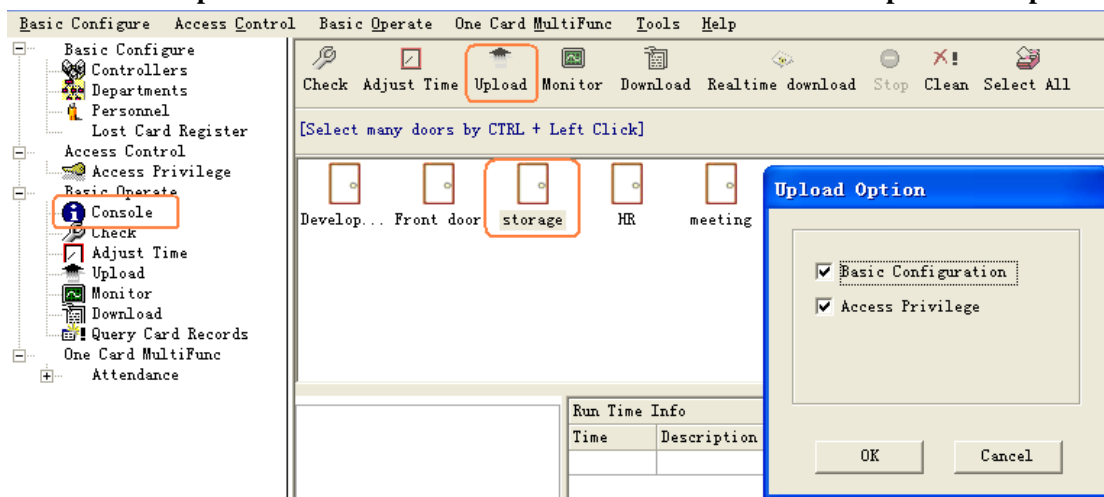 Basic Configure Access Control Basic Operate One Card MultiFunc Tools Help
Basic Configure
Controllers
Departments
Personnel
Lost Card Register
Access Control
Access Privilege
Basic Operate
Console
Check
Adjust Time
Upload
Monitor
Download
Query Card Records
One Card MultiFunc
Attendance
Check Adjust Time Upload Monitor Download Realtime download Stop Clean Select All
[Select many doors by CTRL + Left Click]
Develop... Front door storage HR meeting
Upload Option
Basic Configuration
Access Privilege
OK Cancel
Run Time Info
Time Description